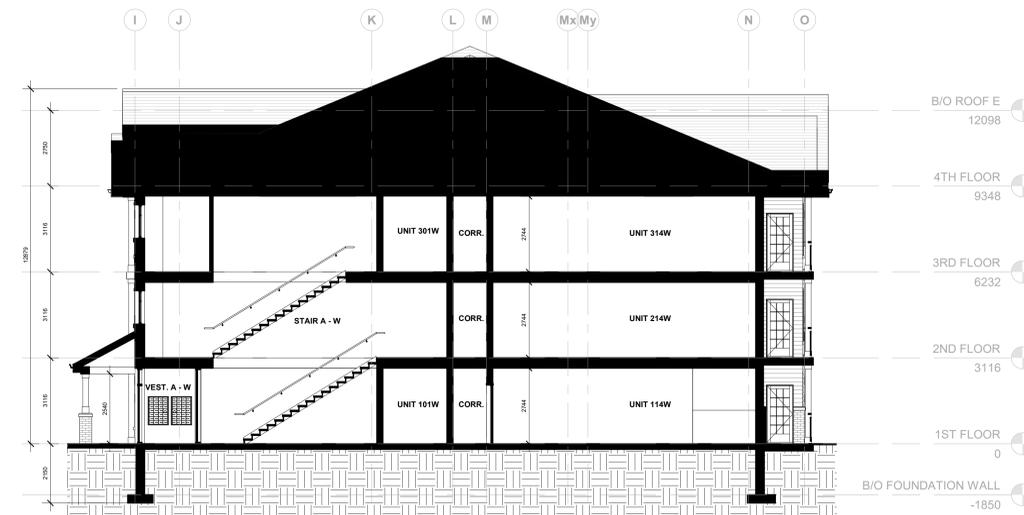 I J K L M Mx My N O
B/O ROOF E
12098
2750
4TH FLOOR
9348
12879
3116
UNIT 301W
CORR.
2744
UNIT 314W
3RD FLOOR
6232
3116
STAIR A - W
CORR.
2744
UNIT 214W
2ND FLOOR
3116
VEST. A - W
3116
2540
UNIT 101W
CORR.
2744
UNIT 114W
1ST FLOOR
0
2150
B/O FOUNDATION WALL
-1850